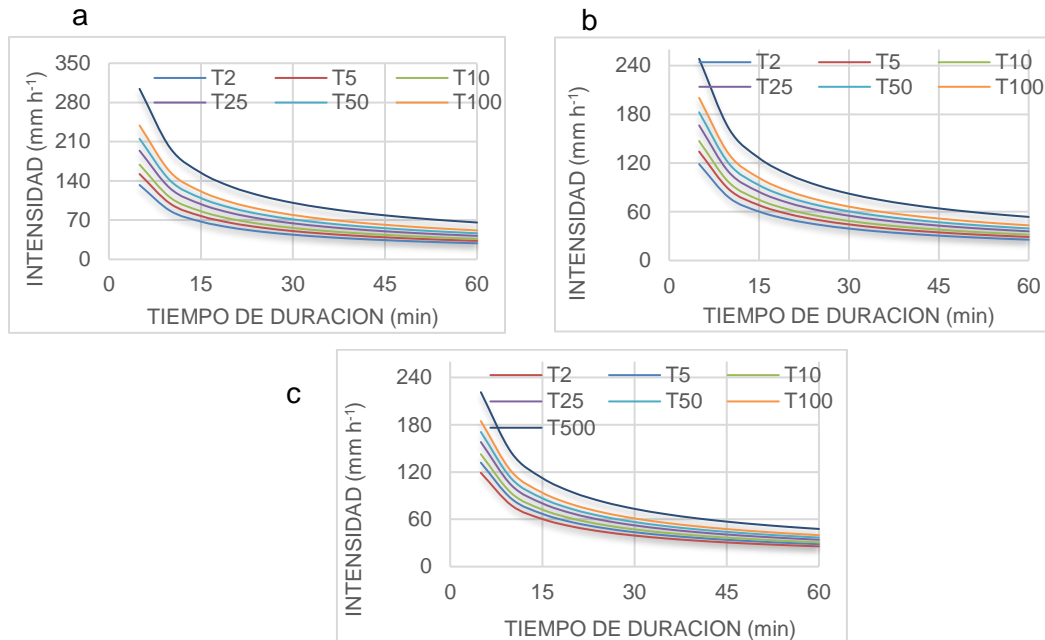 a
350
280
210
140
70
0
INTENSIDAD (mm h⁻¹)
T2 T5 T10
T25 T50 T100
0 15 30 45 60
TIEMPO DE DURACION (min)
b
240
180
120
60
0
INTENSIDAD (mm h⁻¹)
T2 T5 T10
T25 T50 T100
0 15 30 45 60
TIEMPO DE DURACION (min)
c
240
180
120
60
0
INTENSIDAD (mm h⁻¹)
T2 T5 T10
T25 T50 T100
T500
0 15 30 45 60
TIEMPO DE DURACION (min)